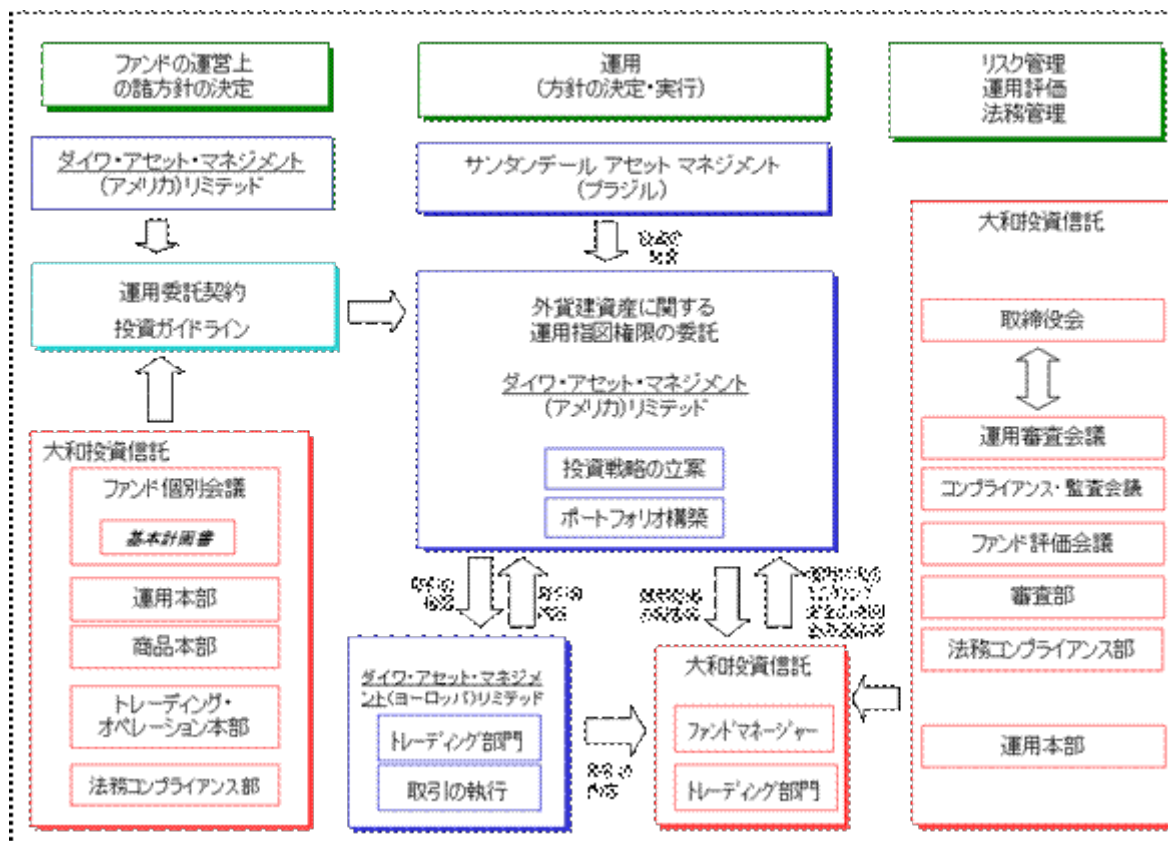 ファンドの運営上
の諸方針の決定
運用
(方針の決定・実行)
リスク管理
運用評価
法務管理
ダイワ・アセット・マネジメント
(アメリカ)リミテッド
サンタンデール アセット マネジメント
(ブラジル)
運用委託契約
投資ガイドライン
外貨建資産に関する
運用指図権限の委託
ダイワ・アセット・マネジメント
(アメリカ)リミテッド
投資戦略の立案
ポートフォリオ構築
大和投資信託
ファンド個別会議
基本計画書
運用本部
商品本部
トレーディング・
オペレーション本部
法務コンプライアンス部
ダイワ・アセット・マネジメ
ント(ヨーロッパ)リミテッド
トレーディング部門
取引の執行
大和投資信託
ファンドマネージャー
トレーディング部門
大和投資信託
取締役会
運用審査会議
コンプライアンス・監査会議
ファンド評価会議
審査部
法務コンプライアンス部
運用本部